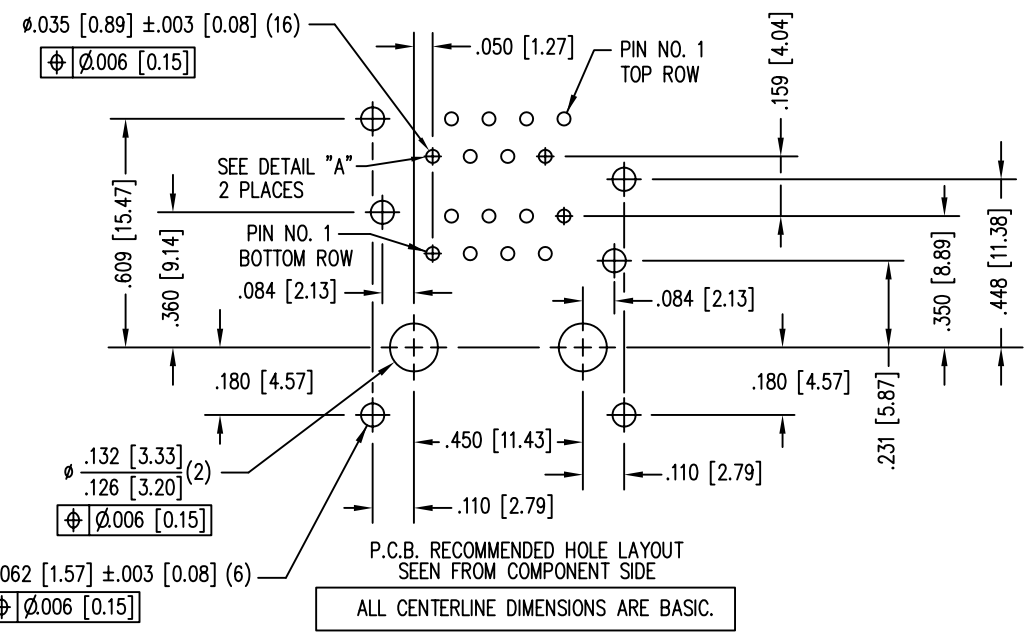 ø.035 [0.89] ±.003 [0.08] (16)
⌖ Ø.006 [0.15]
.050 [1.27]
PIN NO. 1
TOP ROW
.159 [4.04]
SEE DETAIL "A"
2 PLACES
PIN NO. 1
BOTTOM ROW
.609 [15.47]
.360 [9.14]
.084 [2.13]
.084 [2.13]
.350 [8.89]
.448 [11.38]
.180 [4.57]
.180 [4.57]
.231 [5.87]
.450 [11.43]
ø .132 [3.33]
.126 [3.20] (2)
⌖ Ø.006 [0.15]
.110 [2.79]
.110 [2.79]
062 [1.57] ±.003 [0.08] (6)
⌖ Ø.006 [0.15]
P.C.B. RECOMMENDED HOLE LAYOUT
SEEN FROM COMPONENT SIDE
ALL CENTERLINE DIMENSIONS ARE BASIC.